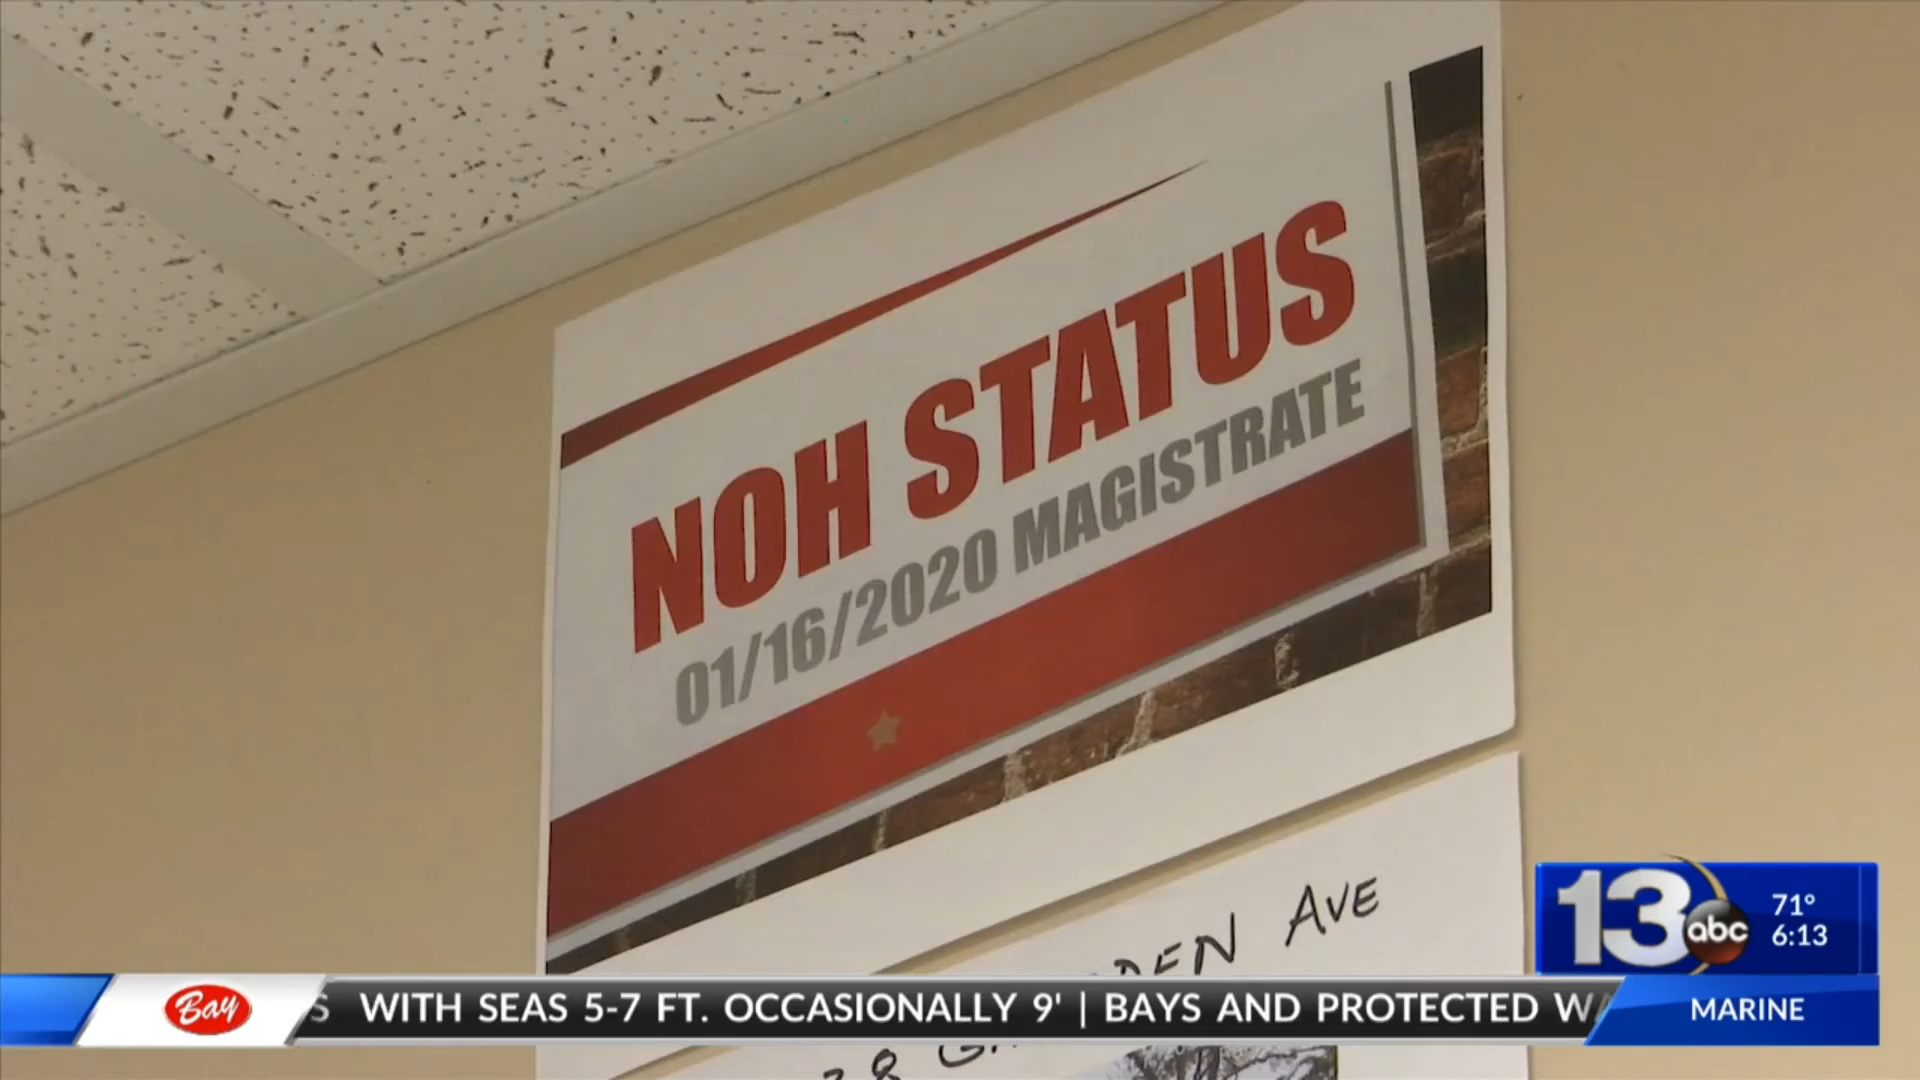 NOH STATUS
01/16/2020 MAGISTRATE
AVE
13
abc
71°
6:13
Bay
WITH SEAS 5-7 FT. OCCASIONALLY 9' | BAYS AND PROTECTED
MARINE